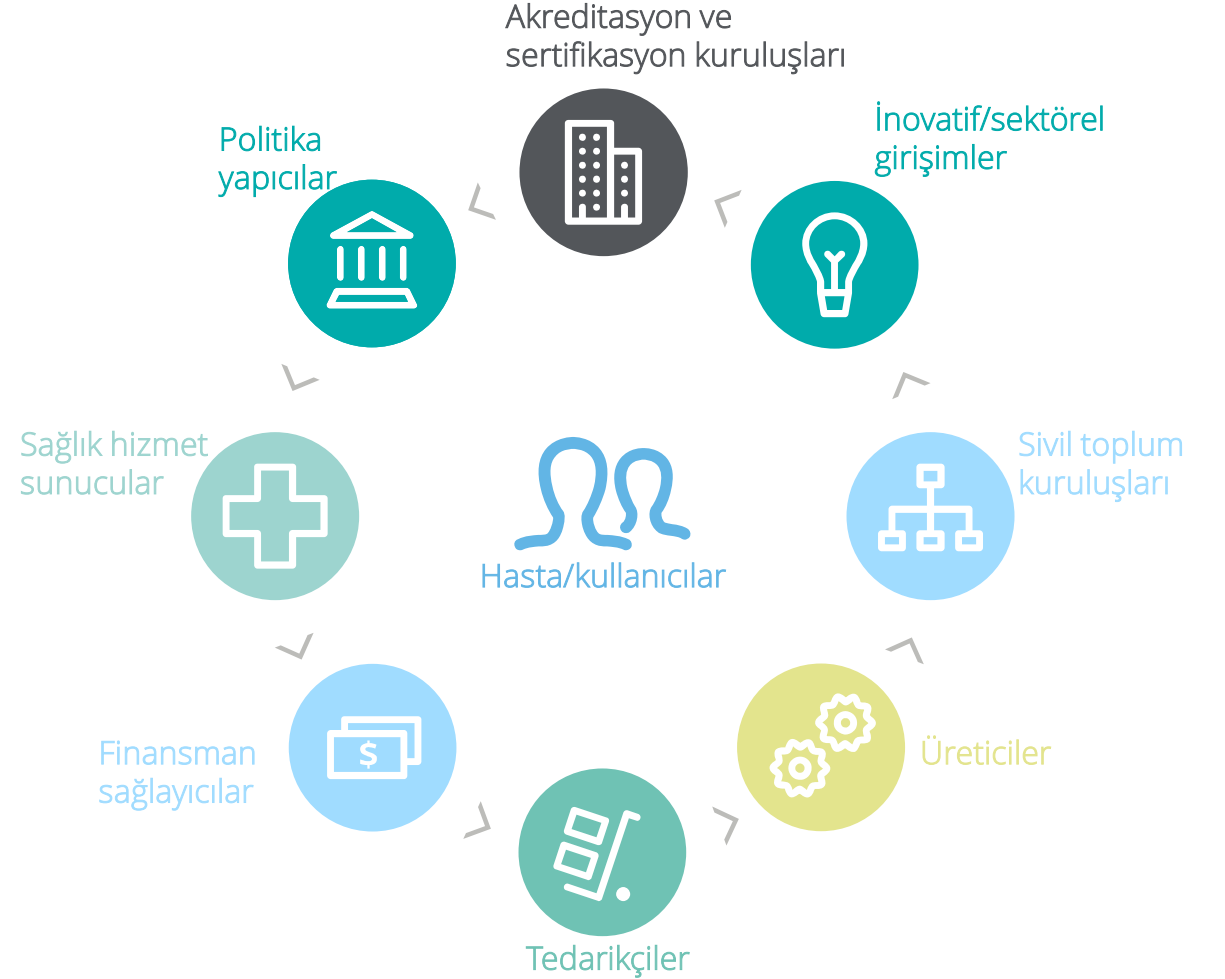 Akreditasyon ve
sertifikasyon kuruluşları
İnovatif/sektörel
girişimler
Politika
yapıcılar
Sağlık hizmet
sunucular
Sivil toplum
kuruluşları
Hasta/kullanıcılar
Finansman
sağlayıcılar
$
Üreticiler
Tedarikçiler